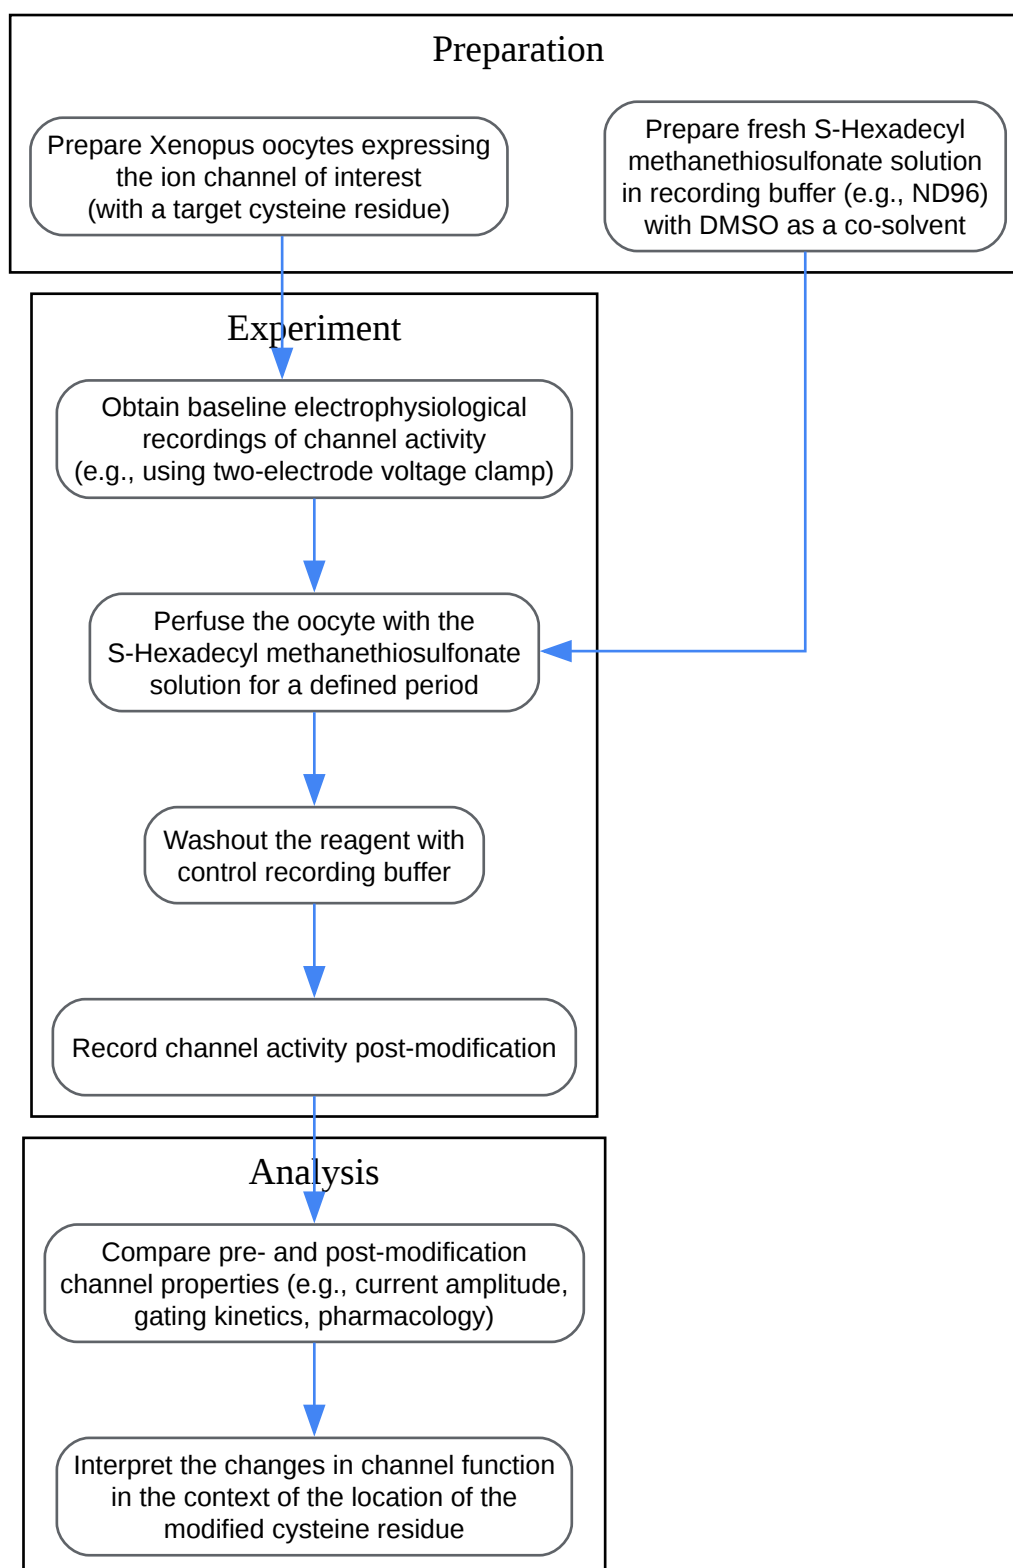 Preparation
Prepare Xenopus oocytes expressing
the ion channel of interest
(with a target cysteine residue)
Prepare fresh S-Hexadecyl
methanethiosulfonate solution
in recording buffer (e.g., ND96)
with DMSO as a co-solvent
Experiment
Obtain baseline electrophysiological
recordings of channel activity
(e.g., using two-electrode voltage clamp)
Perfuse the oocyte with the
S-Hexadecyl methanethiosulfonate
solution for a defined period
Washout the reagent with
control recording buffer
Record channel activity post-modification
Analysis
Compare pre- and post-modification
channel properties (e.g., current amplitude,
gating kinetics, pharmacology)
Interpret the changes in channel function
in the context of the location of the
modified cysteine residue